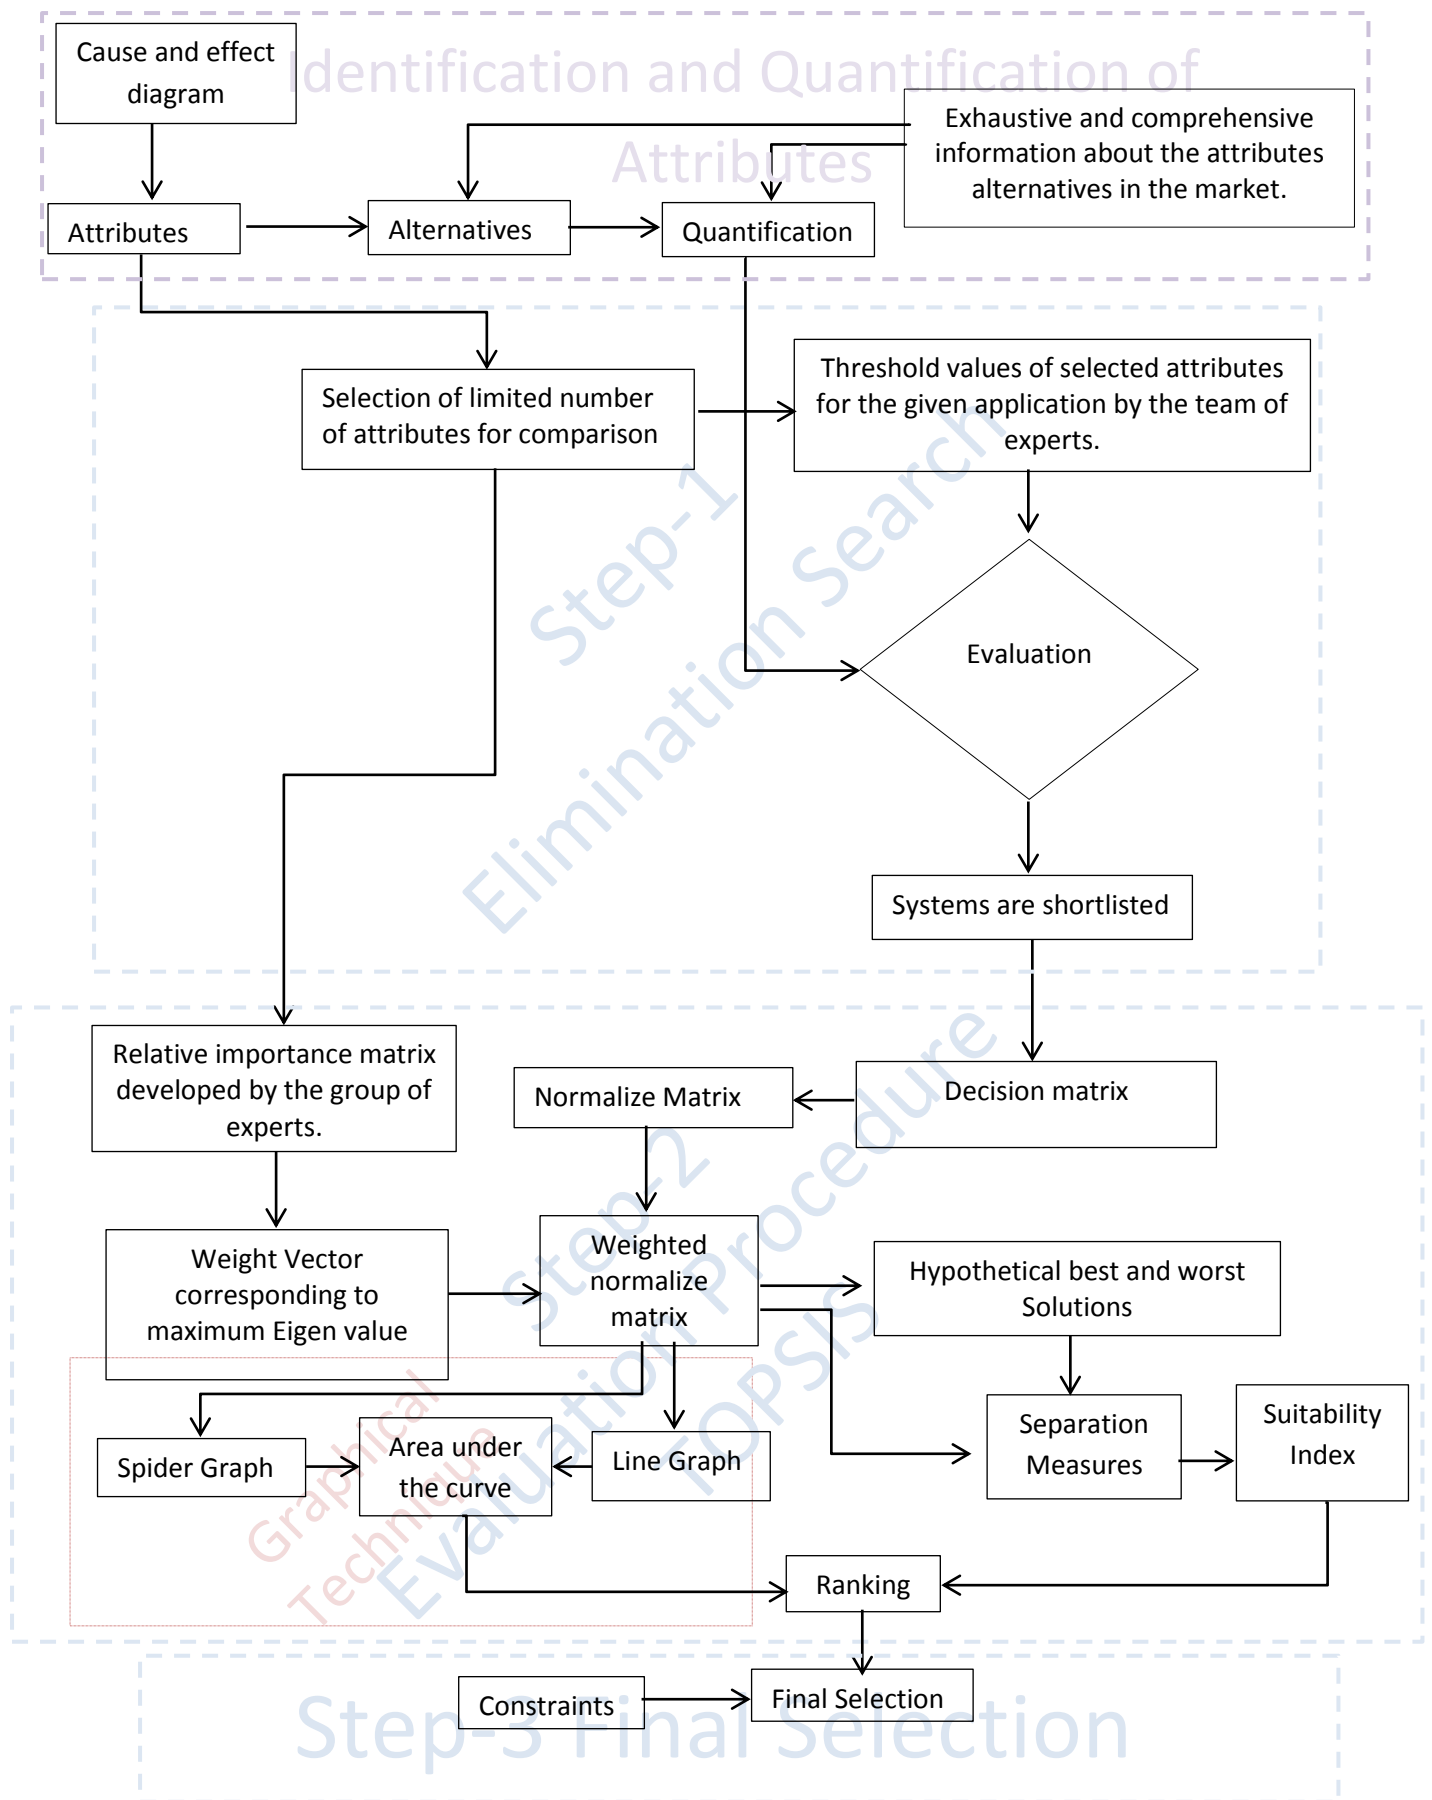 Identification and Quantification of
Attributes
Cause and effect
diagram
Exhaustive and comprehensive
information about the attributes
alternatives in the market.
Attributes
Alternatives
Quantification
Step-1
Elimination Search
Selection of limited number
of attributes for comparison
Threshold values of selected attributes
for the given application by the team of
experts.
Evaluation
Systems are shortlisted
Step-2
Evaluation Procedure
TOPSIS
Relative importance matrix
developed by the group of
experts.
Normalize Matrix
Decision matrix
Weight Vector
corresponding to
maximum Eigen value
Weighted
normalize
matrix
Hypothetical best and worst
Solutions
Graphical
Technique
Spider Graph
Area under
the curve
Line Graph
Separation
Measures
Suitability
Index
Ranking
Constraints
Final Selection
Step-3 Final Selection